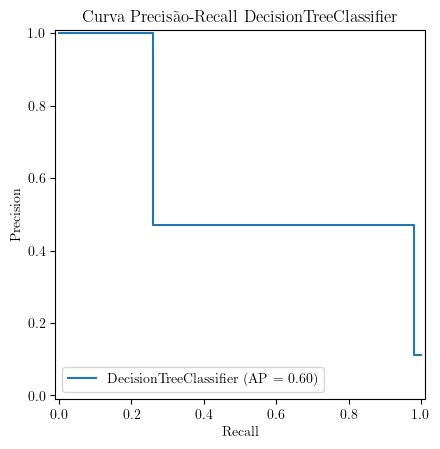 Curva Precisão-Recall DecisionTreeClassifier
1.0
0.8
0.6
0.4
0.2
0.0
Precision
DecisionTreeClassifier (AP = 0.60)
0.0 0.2 0.4 0.6 0.8 1.0
Recall